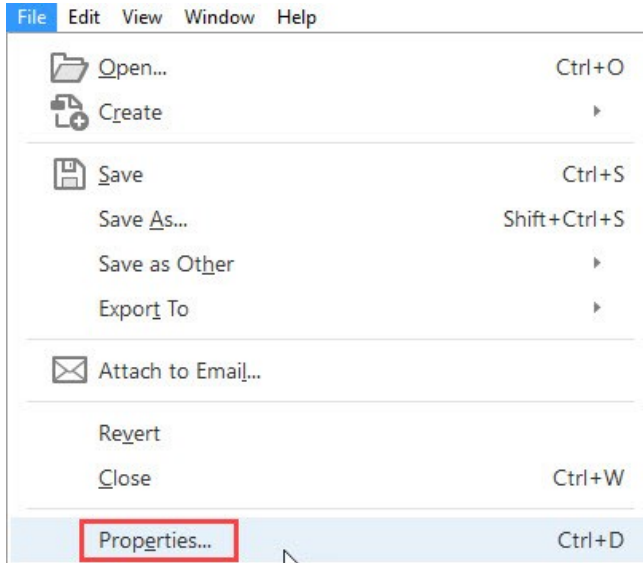 File Edit View Window Help
Open... Ctrl+O
Create
Save Ctrl+S
Save As... Shift+Ctrl+S
Save as Other
Export To
Attach to Email...
Revert
Close Ctrl+W
Properties... Ctrl+D